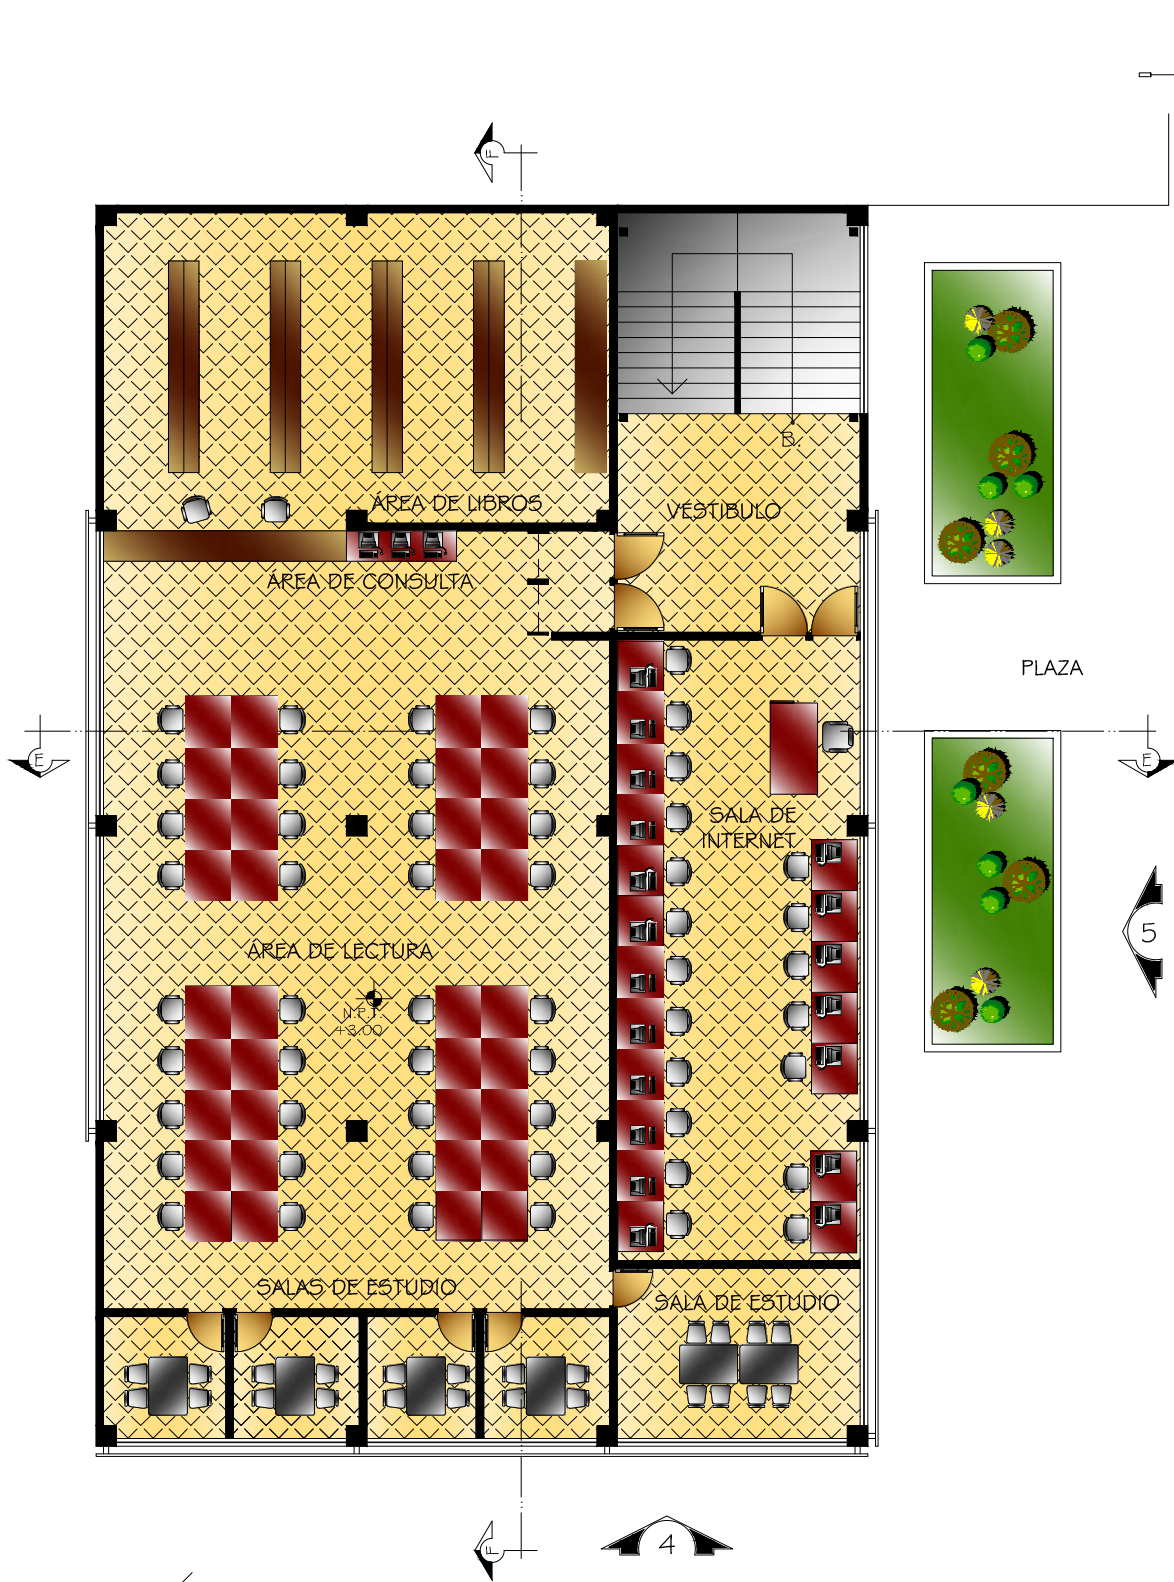 F
B.
ÁREA DE LIBROS
VESTIBULO
ÁREA DE CONSULTA
PLAZA
E
E
SALA DE
INTERNET
5
ÁREA DE LECTURA
N.P.T.
+3.00
SALAS DE ESTUDIO
SALA DE ESTUDIO
F
4